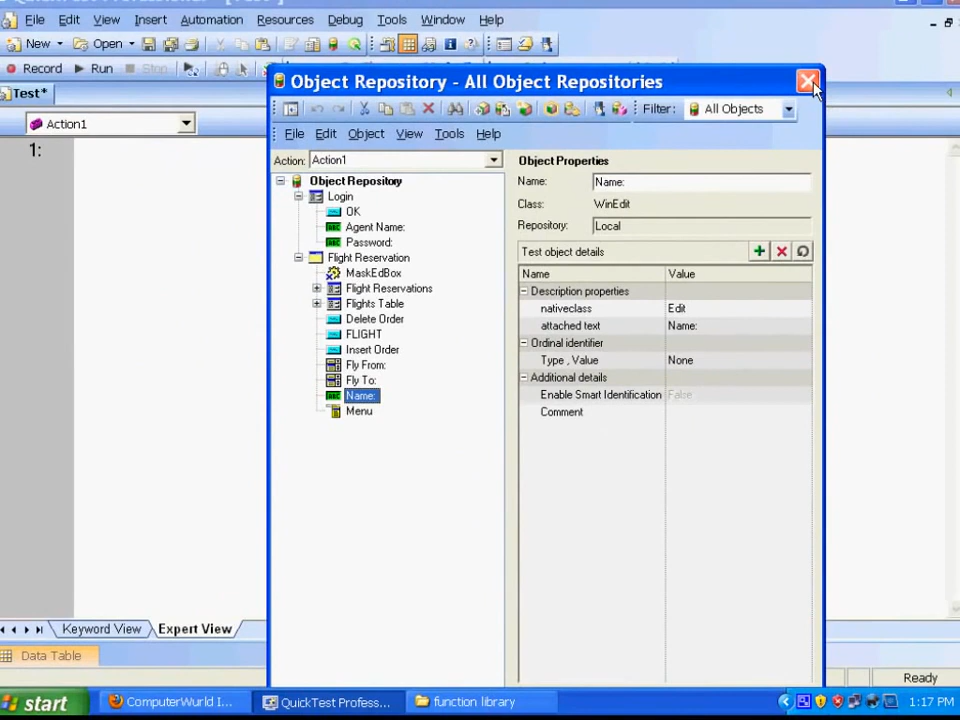 File Edit View Insert Automation Resources Debug Tools Window Help
New Open
Record Run Stop
Test*
Action1
1:
Object Repository - All Object Repositories
Filter: All Objects
File Edit Object View Tools Help
Action: Action1
Object Repository
Login
OK
Agent Name:
Password:
Flight Reservation
MaskEdBox
Flight Reservations
Flights Table
Delete Order
FLIGHT
Insert Order
Fly From:
Fly To:
Name:
Menu
Object Properties
Name: Name:
Class: WinEdit
Repository: Local
Test object details
Name Value
Description properties
nativeclass Edit
attached text Name:
Ordinal identifier
Type , Value None
Additional details
Enable Smart Identification False
Comment
Keyword View Expert View
Data Table
Ready
start ComputerWurld I... QuickTest Profess... function library 1:17 PM